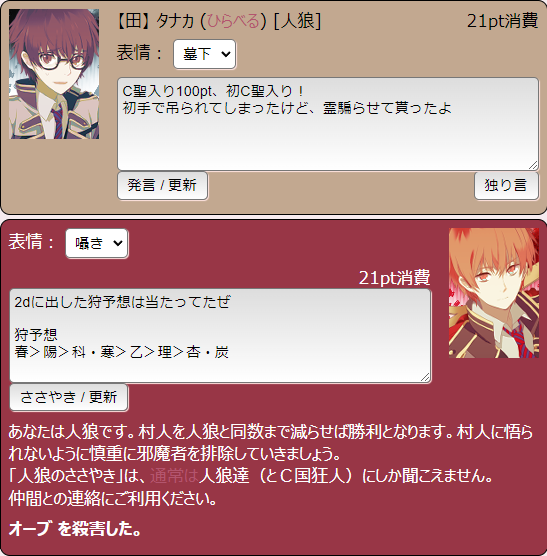 【田】 タナカ (ひらべる) [人狼]
21pt消費
表情： 墓下
C聖入り100pt、初C聖入り！
初手で吊られてしまったけど、霊騙らせて貰ったよ
発言 / 更新
独り言
表情： 囁き
21pt消費
2dに出した狩予想は当たってたぜ
狩予想
春＞陽＞科・寒＞乙＞理＞杏・炭
ささやき / 更新
あなたは人狼です。村人を人狼と同数まで減らせば勝利となります。村人に悟ら
れないように慎重に邪魔者を排除していきましょう。
「人狼のささやき」は、通常は人狼達（とＣ国狂人）にしか聞こえません。
仲間との連絡にご利用ください。
オーブ を殺害した。